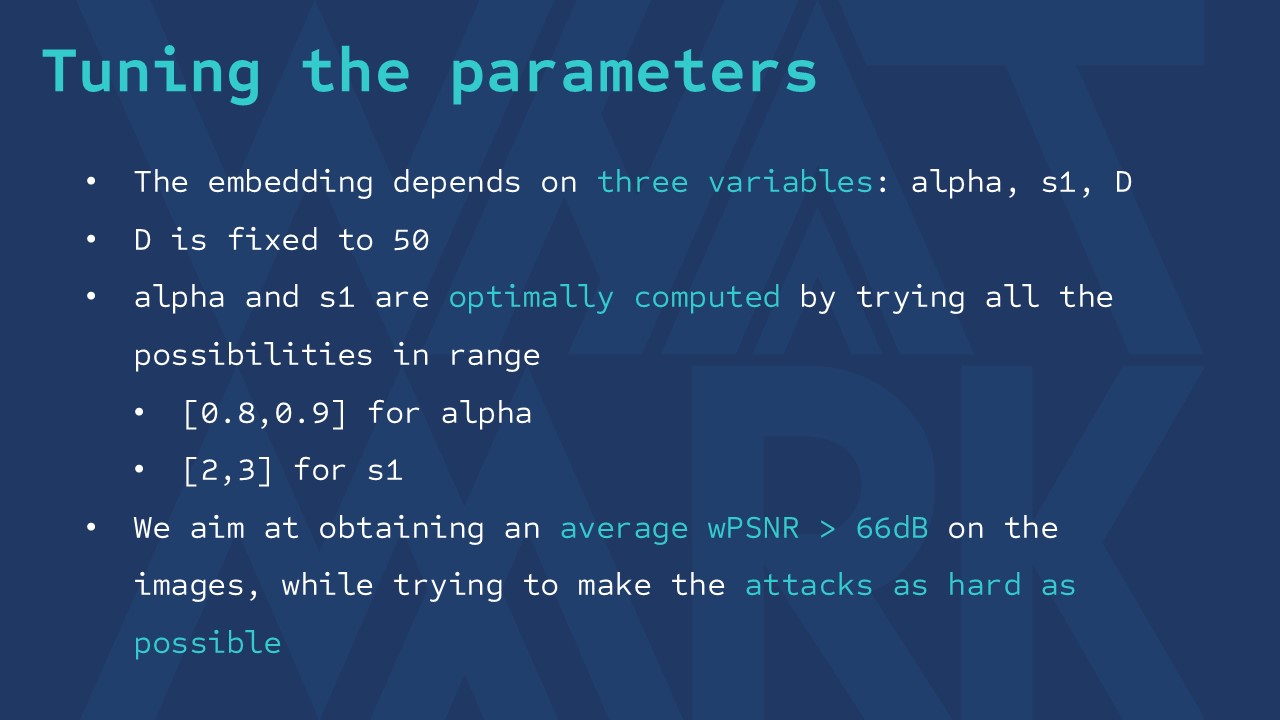 Tuning the parameters
• The embedding depends on three variables: alpha, s1, D
• D is fixed to 50
• alpha and s1 are optimally computed by trying all the
possibilities in range
• [0.8,0.9] for alpha
• [2,3] for s1
• We aim at obtaining an average wPSNR > 66dB on the
images, while trying to make the attacks as hard as
possible